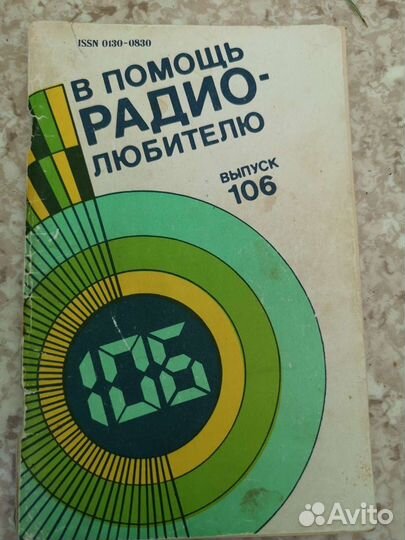 ISSN 0130-0830
В ПОМОЩЬ
РАДИО-
ЛЮБИТЕЛЮ
ВЫПУСК
106
106
Avito